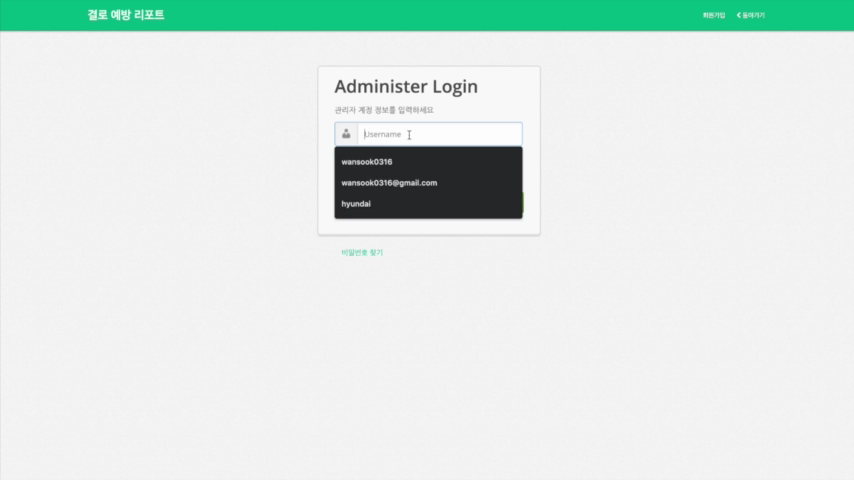 결로 예방 리포트
회원가입
돌아가기
Administer Login
관리자 계정 정보를 입력하세요
Username
wansook0316
wansook0316@gmail.com
hyundai
비밀번호 찾기